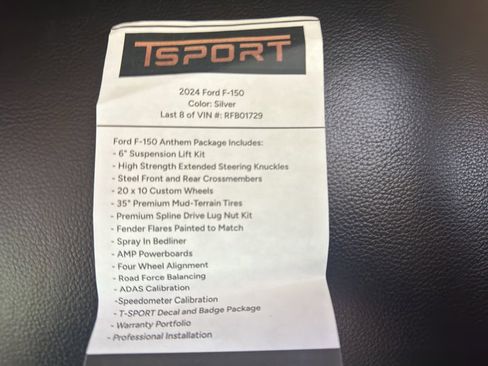 TSPORT
2024 Ford F-150
Color: Silver
Last 8 of VIN #: RFB01729
Ford F-150 Anthem Package Includes:
- 6" Suspension Lift Kit
- High Strength Extended Steering Knuckles
- Steel Front and Rear Crossmembers
- 20 x 10 Custom Wheels
- 35" Premium Mud-Terrain Tires
- Premium Spline Drive Lug Nut Kit
- Fender Flares Painted to Match
- Spray In Bedliner
- AMP Powerboards
- Four Wheel Alignment
- Road Force Balancing
- ADAS Calibration
-Speedometer Calibration
- T-SPORT Decal and Badge Package
- Warranty Portfolio
- Professional Installation